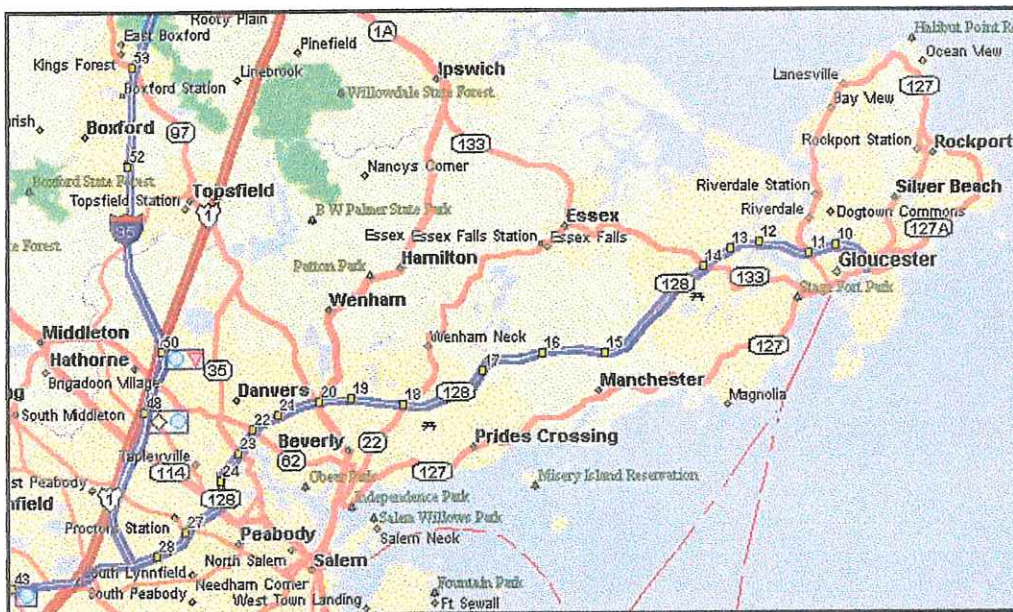 Rooty Plain
East Boxford
Kings Forest
53
Boxford Station
Linebrook
Pinefield
1A
Ipswich
Willowdale State Forest
Halibut Point Re
Ocean View
Lanesville
127
Bay View
rish
Boxford
97
133
Rockport Station
Rockport
52
Nancys Corner
Boxford State Forest
Topsfield
Topsfield Station
1
Riverdale Station
Silver Beach
B W Palmer State Park
Essex
Riverdale
Dogtown Commons
95
te Forest
Essex Essex Falls Station
Essex Falls
127A
14
13
12
11
10
Patton Park
Hamilton
Gloucester
128
133
Stage Fort Park
Wenham
Middleton
Wenham Neck
50
Hathorne
35
16
15
127
17
Brigadoon Village
Danvers
20
19
18
128
Manchester
Magnolia
ng
South Middleton
48
22
21
Beverly
22
Prides Crossing
23
Tapleyville
62
114
24
Obear Park
127
Misery Island Reservation
st Peabody
1
128
Independence Park
nfield
Proctors Station
27
Salem Willows Park
Salem Neck
Peabody
28
North Salem
Salem
43
South Lynnfield
Needham Corner
Fountain Park
South Peabody
West Town Landing
Ft Sewall